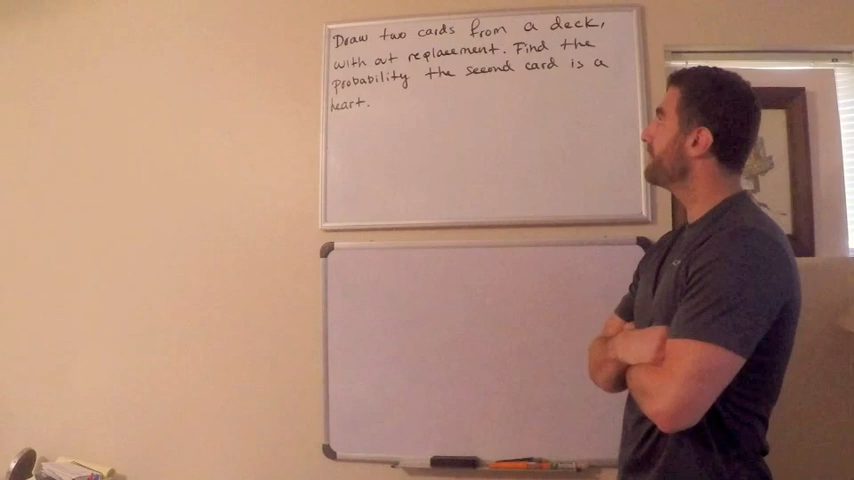 Draw two cards from a deck,
with out replacement. Find the
probability the second card is a
heart.